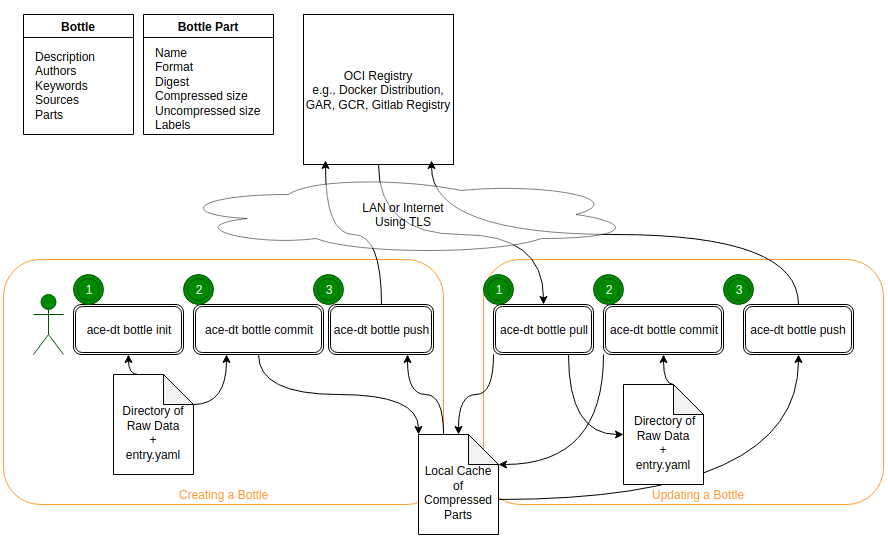 Bottle
Description
Authors
Keywords
Sources
Parts
Bottle Part
Name
Format
Digest
Compressed size
Uncompressed size
Labels
OCI Registry
e.g., Docker Distribution,
GAR, GCR, Gitlab Registry
LAN or Internet
Using TLS
1
2
3
ace-dt bottle init
ace-dt bottle commit
ace-dt bottle push
Directory of
Raw Data
+
entry.yaml
Creating a Bottle
Local Cache
of
Compressed
Parts
1
2
3
ace-dt bottle pull
ace-dt bottle commit
ace-dt bottle push
Directory of
Raw Data
+
entry.yaml
Updating a Bottle